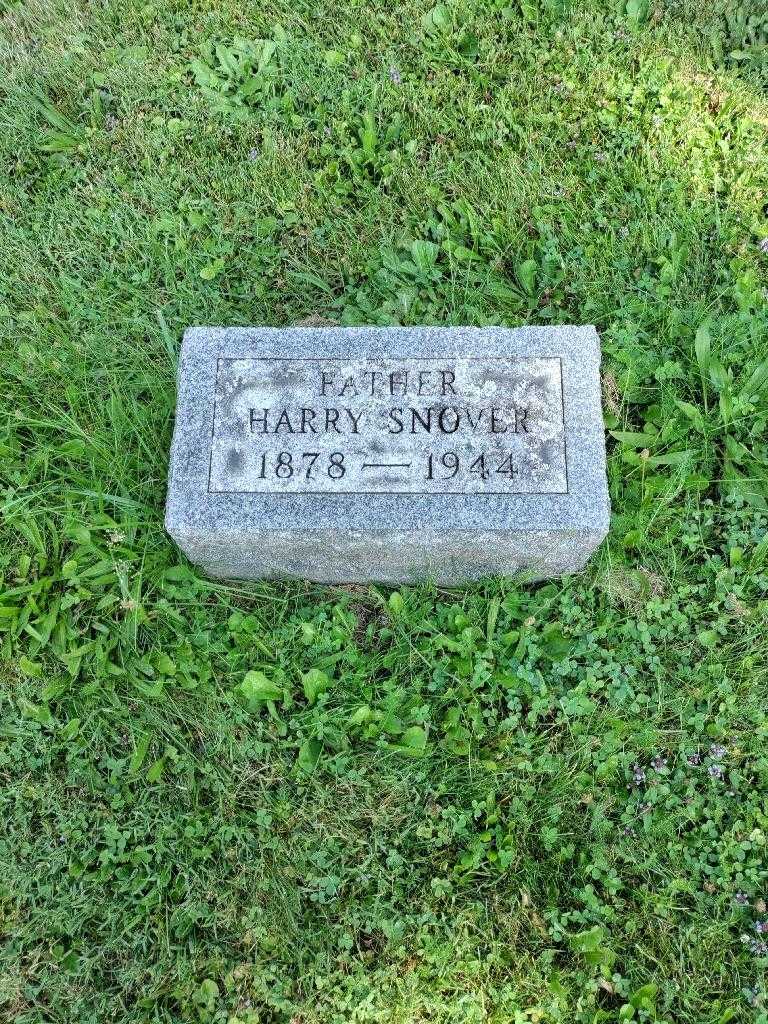 FATHER
HARRY SNOVER
1878 — 1944